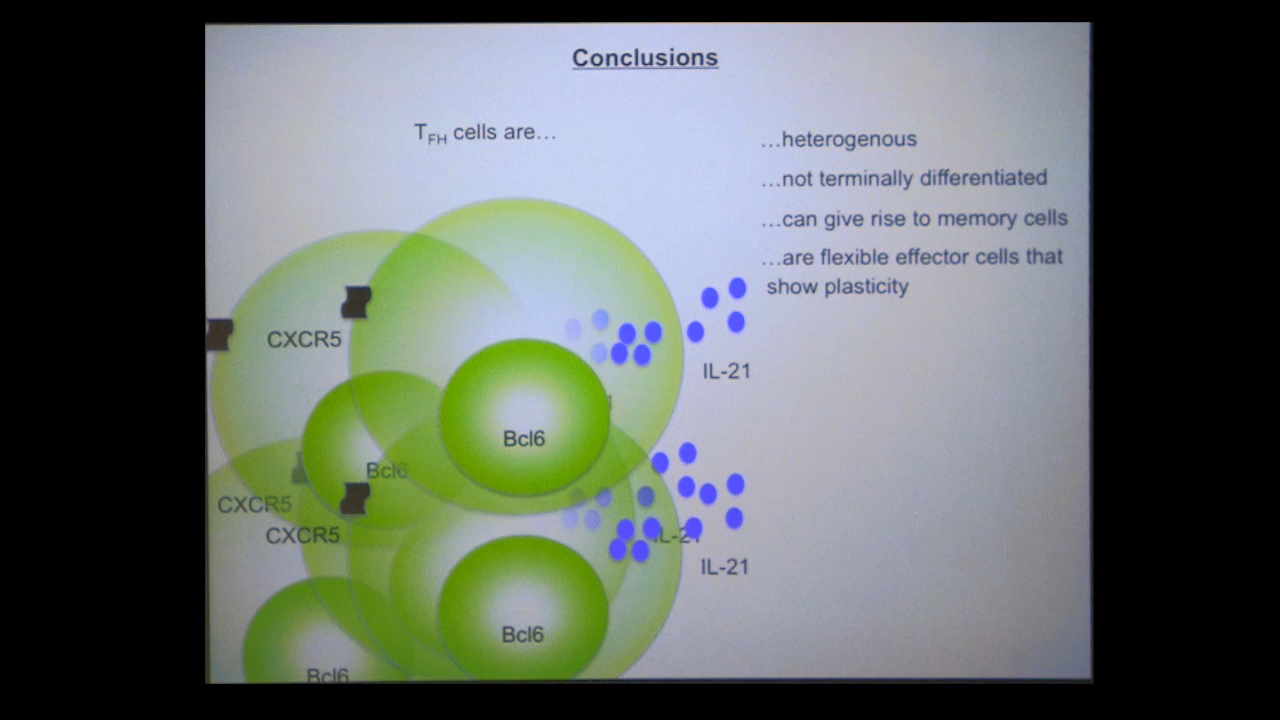 Conclusions
TFH cells are…
…heterogenous
…not terminally differentiated
…can give rise to memory cells
…are flexible effector cells that
show plasticity
CXCR5
IL-21
Bcl6
Bcl6
CXCR5
CXCR5
IL-21
IL-21
Bcl6
Bcl6